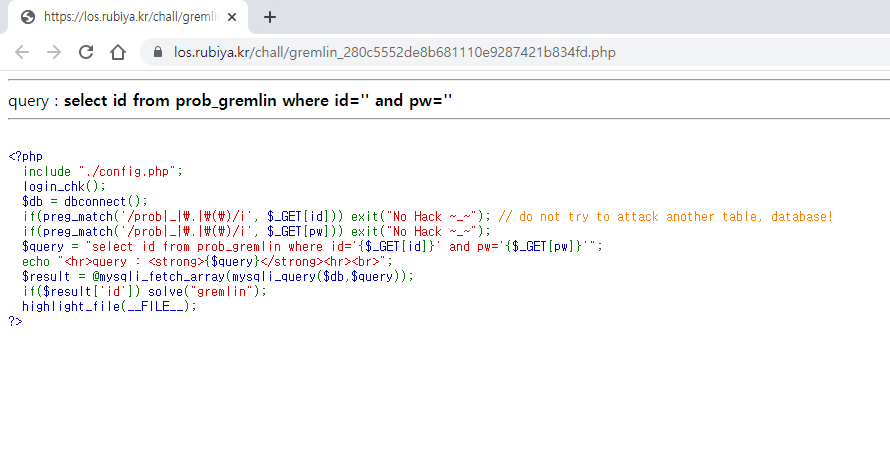 https://los.rubiya.kr/chall/gremli
los.rubiya.kr/chall/gremlin_280c5552de8b681110e9287421b834fd.php
query : select id from prob_gremlin where id='' and pw=''
<?php
  include "./config.php";
  login_chk();
  $db = dbconnect();
  if(preg_match('/prob|_|₩.|₩(₩)/i', $_GET[id])) exit("No Hack ~_~"); // do not try to attack another table, database!
  if(preg_match('/prob|_|₩.|₩(₩)/i', $_GET[pw])) exit("No Hack ~_~");
  $query = "select id from prob_gremlin where id='{$_GET[id]}' and pw='{$_GET[pw]}'";
  echo "<hr>query : <strong>{$query}</strong><hr><br>";
  $result = @mysqli_fetch_array(mysqli_query($db,$query));
  if($result['id']) solve("gremlin");
  highlight_file(__FILE__);
?>